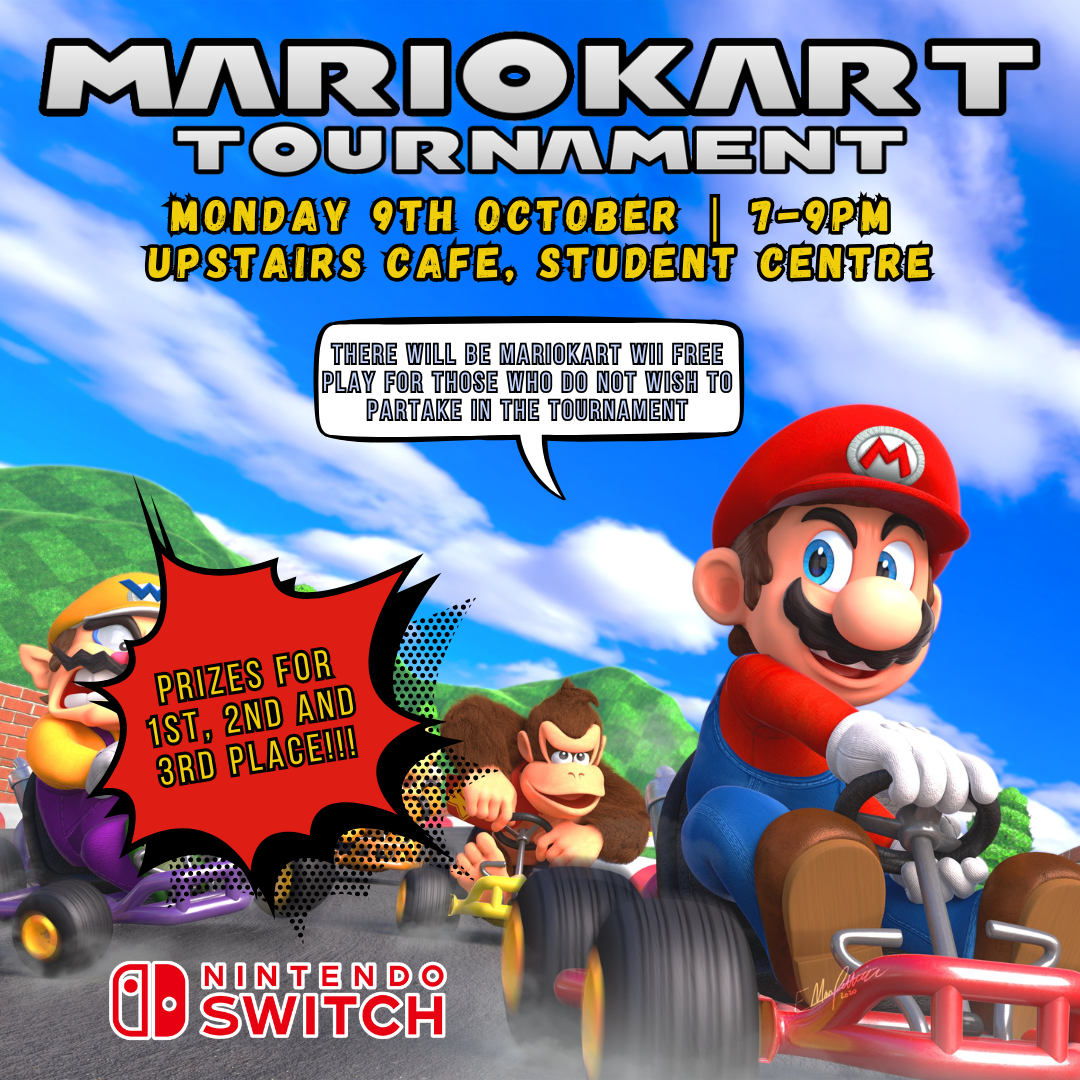 MARIOKART
TOURNAMENT
MONDAY 9TH OCTOBER | 7-9PM
UPSTAIRS CAFE, STUDENT CENTRE
THERE WILL BE MARIOKART WII FREE
PLAY FOR THOSE WHO DO NOT WISH TO
PARTAKE IN THE TOURNAMENT
M
W
PRIZES FOR
1ST, 2ND AND
3RD PLACE!!!
NINTENDO
SWITCH
2020